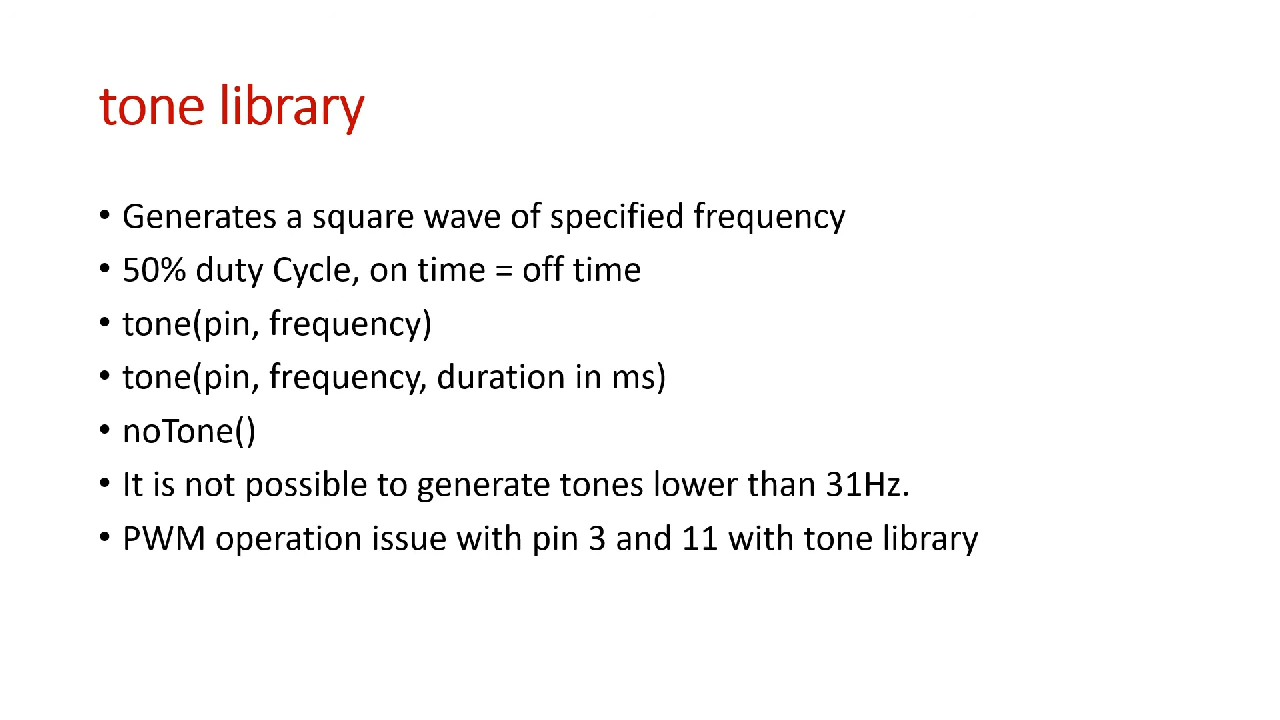 tone library
• Generates a square wave of specified frequency
• 50% duty Cycle, on time = off time
• tone(pin, frequency)
• tone(pin, frequency, duration in ms)
• noTone()
• It is not possible to generate tones lower than 31Hz.
• PWM operation issue with pin 3 and 11 with tone library